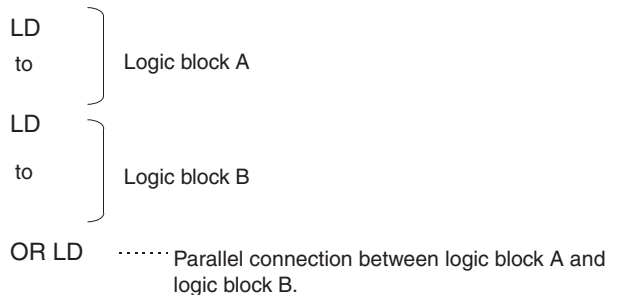 LD
to
Logic block A
LD
to
Logic block B
OR LD ........ Parallel connection between logic block A and
logic block B.